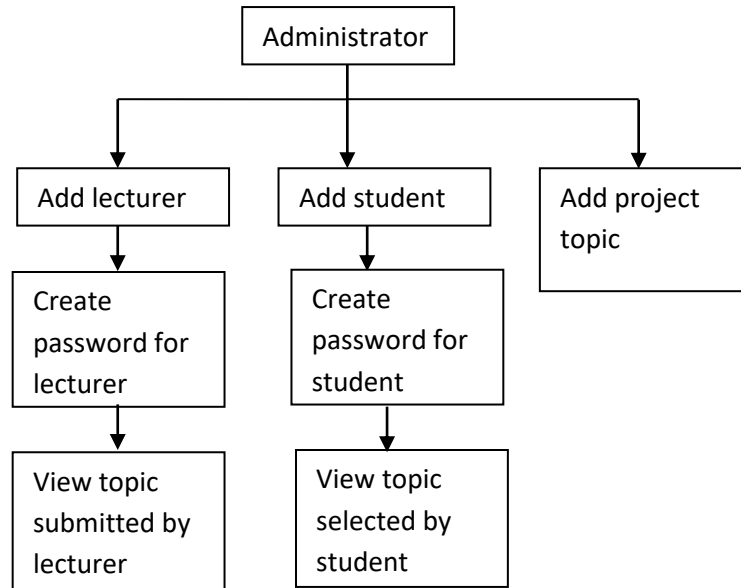 Administrator
Add lecturer
Add student
Add project
topic
Create
password for
lecturer
Create
password for
student
View topic
submitted by
lecturer
View topic
selected by
student